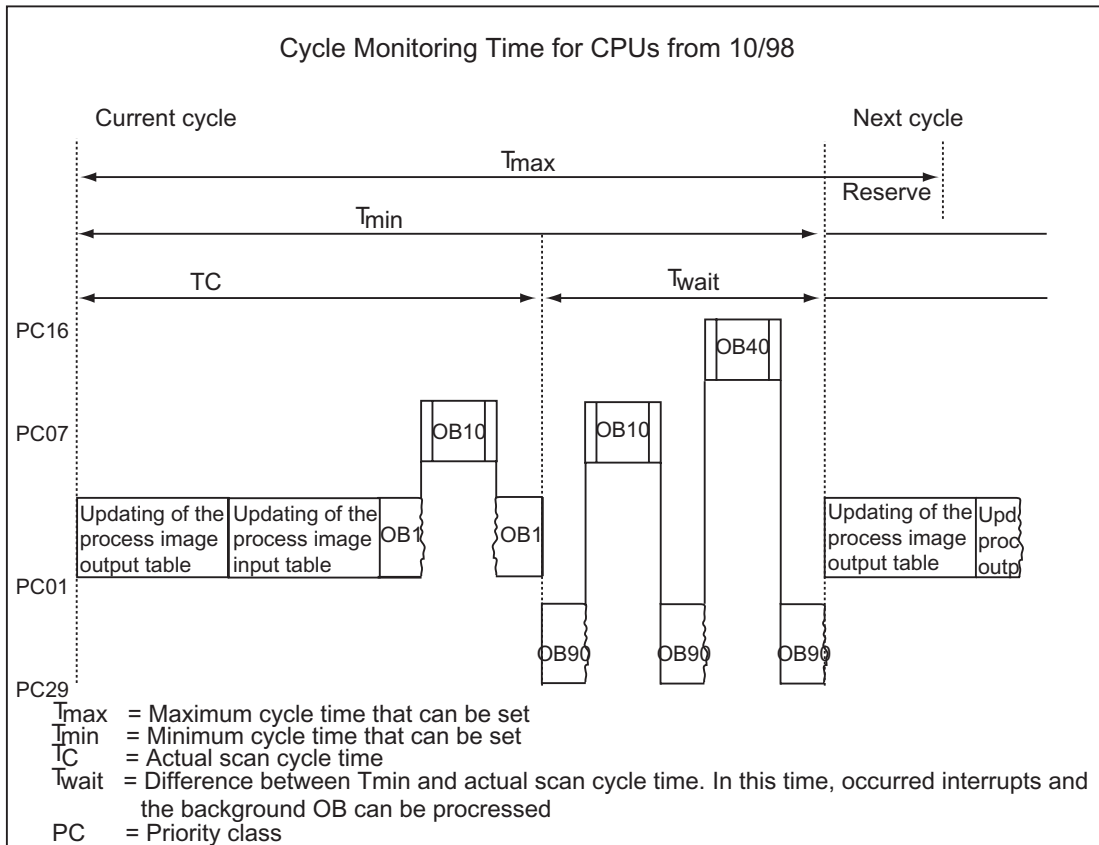 Cycle Monitoring Time for CPUs from 10/98
Current cycle
Next cycle
Tmax
Reserve
Tmin
TC
Twait
PC16
OB40
PC07
OB10
OB10
Updating of the
process image
output table
Updating of the
process image
input table
OB1
OB1
Updating of the
process image
output table
Upd
proc
outp
PC01
OB90
OB90
OB90
PC29
Tmax = Maximum cycle time that can be set
Tmin = Minimum cycle time that can be set
TC = Actual scan cycle time
Twait = Difference between Tmin and actual scan cycle time. In this time, occurred interrupts and
the background OB can be procressed
PC = Priority class